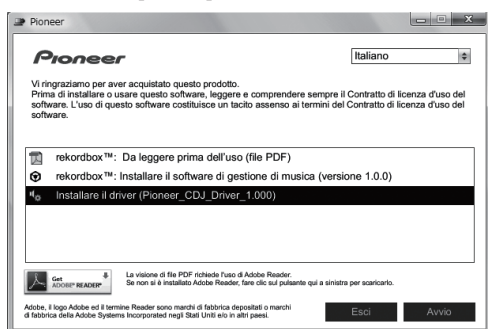 Pioneer
Pioneer
Italiano
Vi ringraziamo per aver acquistato questo prodotto.
Prima di installare o usare questo software, leggere e comprendere sempre il Contratto di licenza d'uso del
software. L'uso di questo software costituisce un tacito assenso ai termini del Contratto di licenza d'uso del
software.
rekordbox™: Da leggere prima dell'uso (file PDF)
rekordbox™: Installare il software di gestione di musica (versione 1.0.0)
Installare il driver (Pioneer_CDJ_Driver_1.000)
Get
ADOBE® READER®
La visione di file PDF richiede l'uso di Adobe Reader.
Se non si è installato Adobe Reader, fare clic sul pulsante qui a sinistra per scaricarlo.
Adobe, il logo Adobe ed il termine Reader sono marchi di fabbrica depositati o marchi
di fabbrica della Adobe Systems Incorporated negli Stati Uniti e/o in altri paesi.
Esci
Avvio